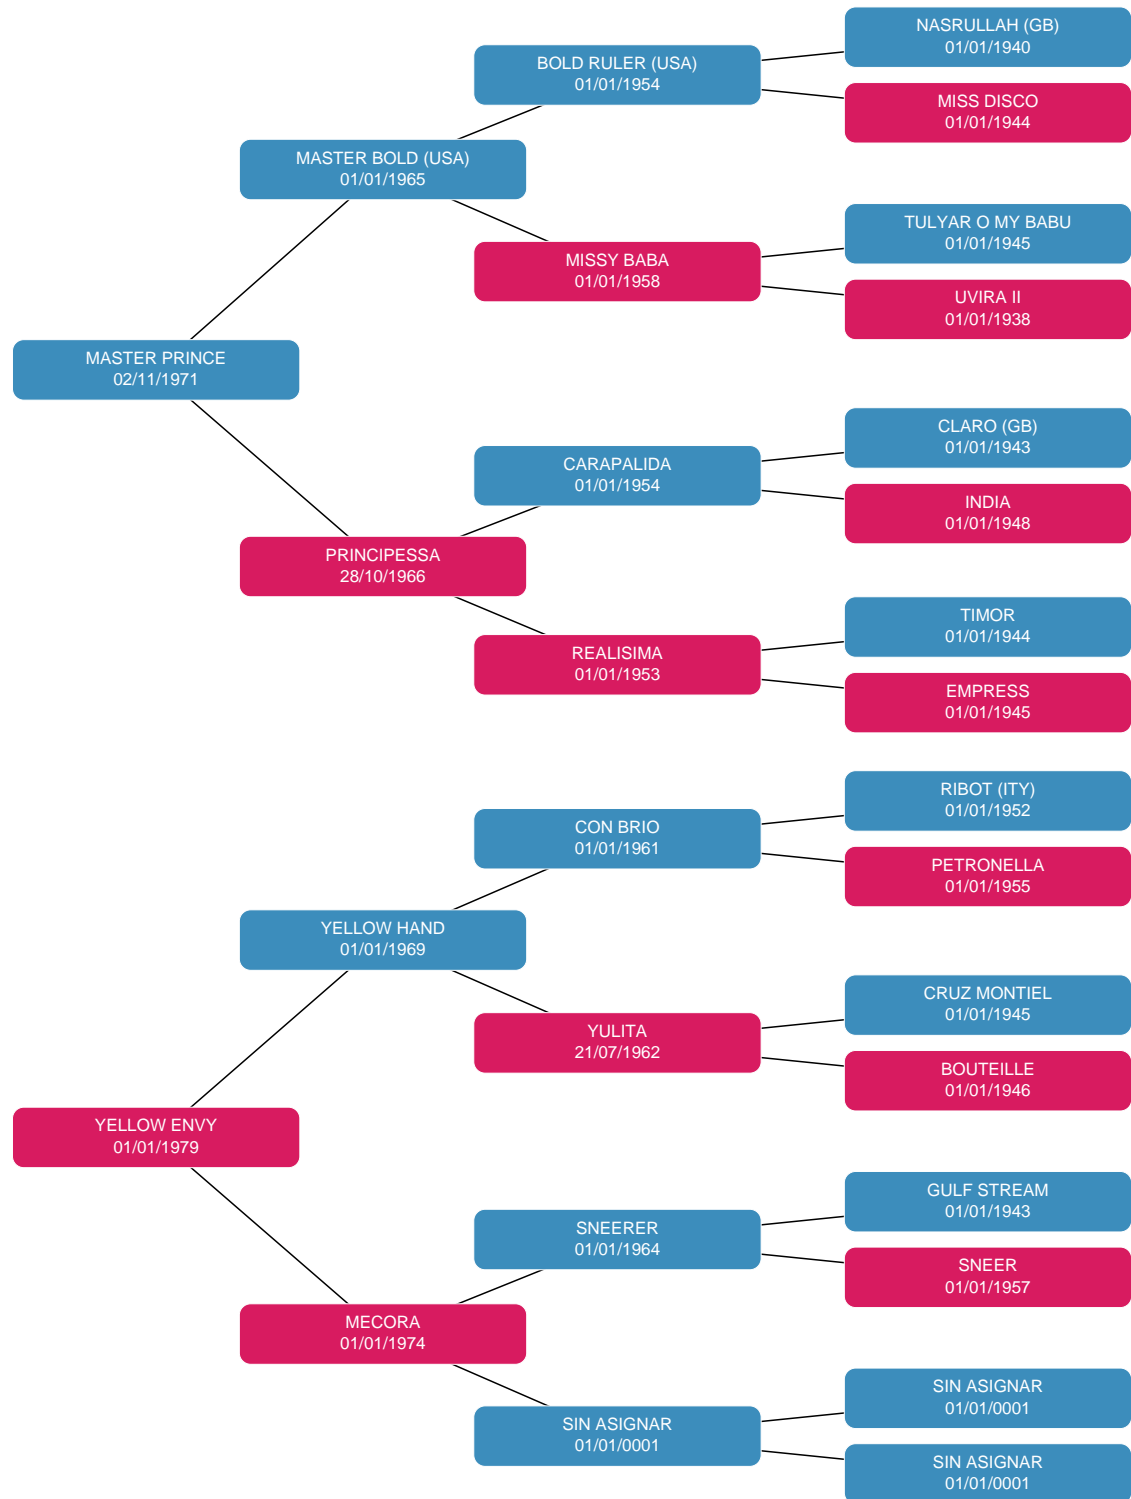 NASRULLAH (GB)
01/01/1940
BOLD RULER (USA)
01/01/1954
MISS DISCO
01/01/1944
MASTER BOLD (USA)
01/01/1965
TULYAR O MY BABU
01/01/1945
MISSY BABA
01/01/1958
UVIRA II
01/01/1938
MASTER PRINCE
02/11/1971
CLARO (GB)
01/01/1943
CARAPALIDA
01/01/1954
INDIA
01/01/1948
PRINCIPESSA
28/10/1966
TIMOR
01/01/1944
REALISIMA
01/01/1953
EMPRESS
01/01/1945
RIBOT (ITY)
01/01/1952
CON BRIO
01/01/1961
PETRONELLA
01/01/1955
YELLOW HAND
01/01/1969
CRUZ MONTIEL
01/01/1945
YULITA
21/07/1962
BOUTEILLE
01/01/1946
YELLOW ENVY
01/01/1979
GULF STREAM
01/01/1943
SNEERER
01/01/1964
SNEER
01/01/1957
MECORA
01/01/1974
SIN ASIGNAR
01/01/0001
SIN ASIGNAR
01/01/0001
SIN ASIGNAR
01/01/0001